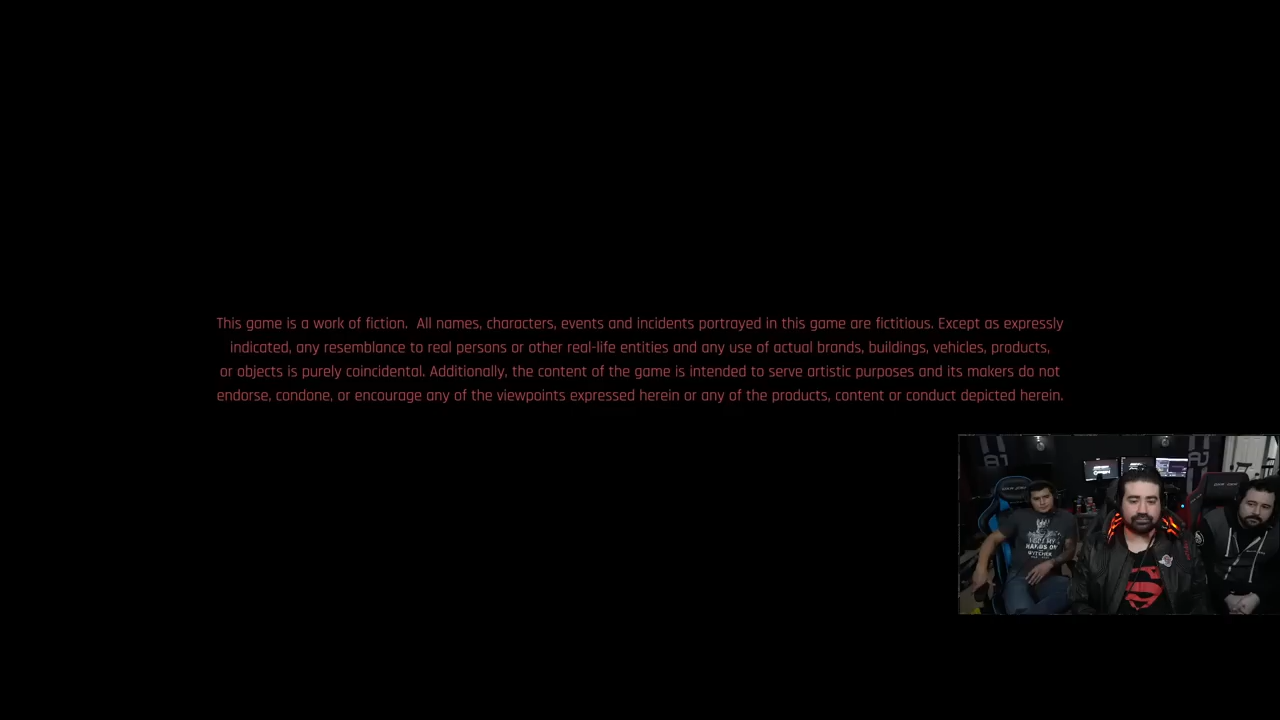 This game is a work of fiction.  All names, characters, events and incidents portrayed in this game are fictitious. Except as expressly
indicated, any resemblance to real persons or other real-life entities and any use of actual brands, buildings, vehicles, products,
or objects is purely coincidental. Additionally, the content of the game is intended to serve artistic purposes and its makers do not
endorse, condone, or encourage any of the viewpoints expressed herein or any of the products, content or conduct depicted herein.
HANDS OF
WITCHER